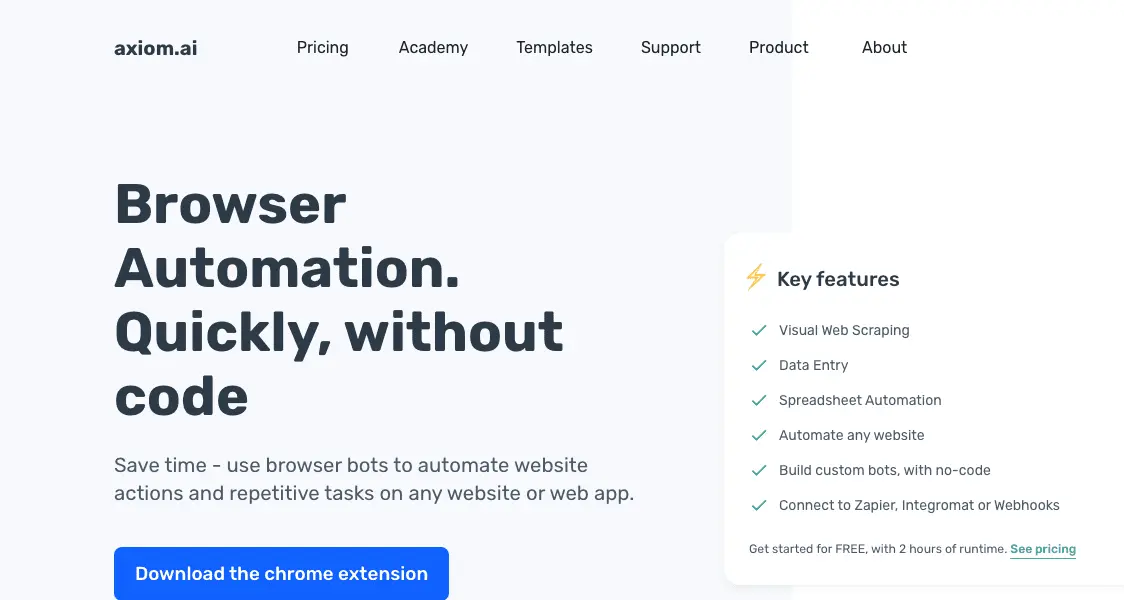 axiom.ai
Pricing
Academy
Templates
Support
Product
About
Browser
Automation.
Quickly, without
code
Save time - use browser bots to automate website
actions and repetitive tasks on any website or web app.
Download the chrome extension
Key features
Visual Web Scraping
Data Entry
Spreadsheet Automation
Automate any website
Build custom bots, with no-code
Connect to Zapier, Integromat or Webhooks
Get started for FREE, with 2 hours of runtime. See pricing